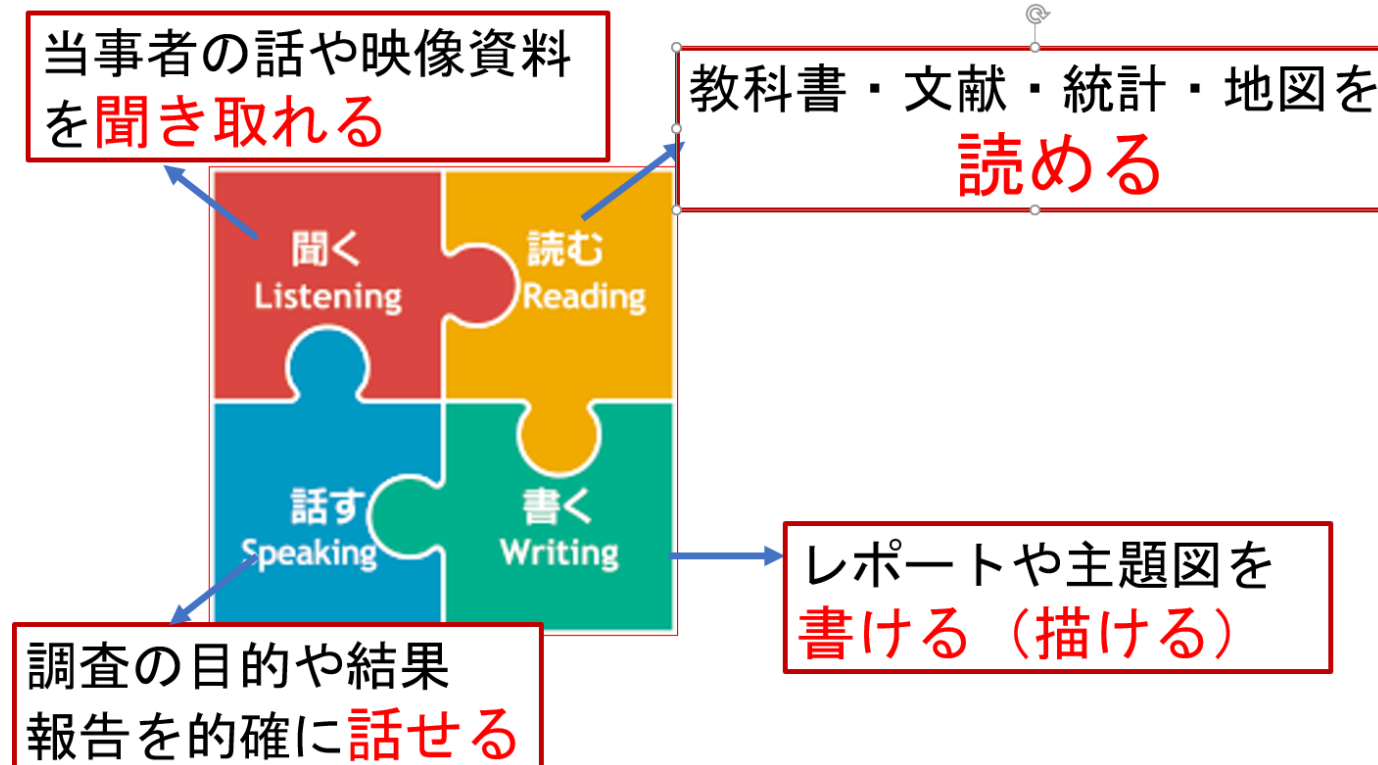 当事者の話や映像資料
を聞き取れる
教科書・文献・統計・地図を
読める
聞く
Listening
読む
Reading
話す
Speaking
書く
Writing
レポートや主題図を
書ける（描ける）
調査の目的や結果
報告を的確に話せる